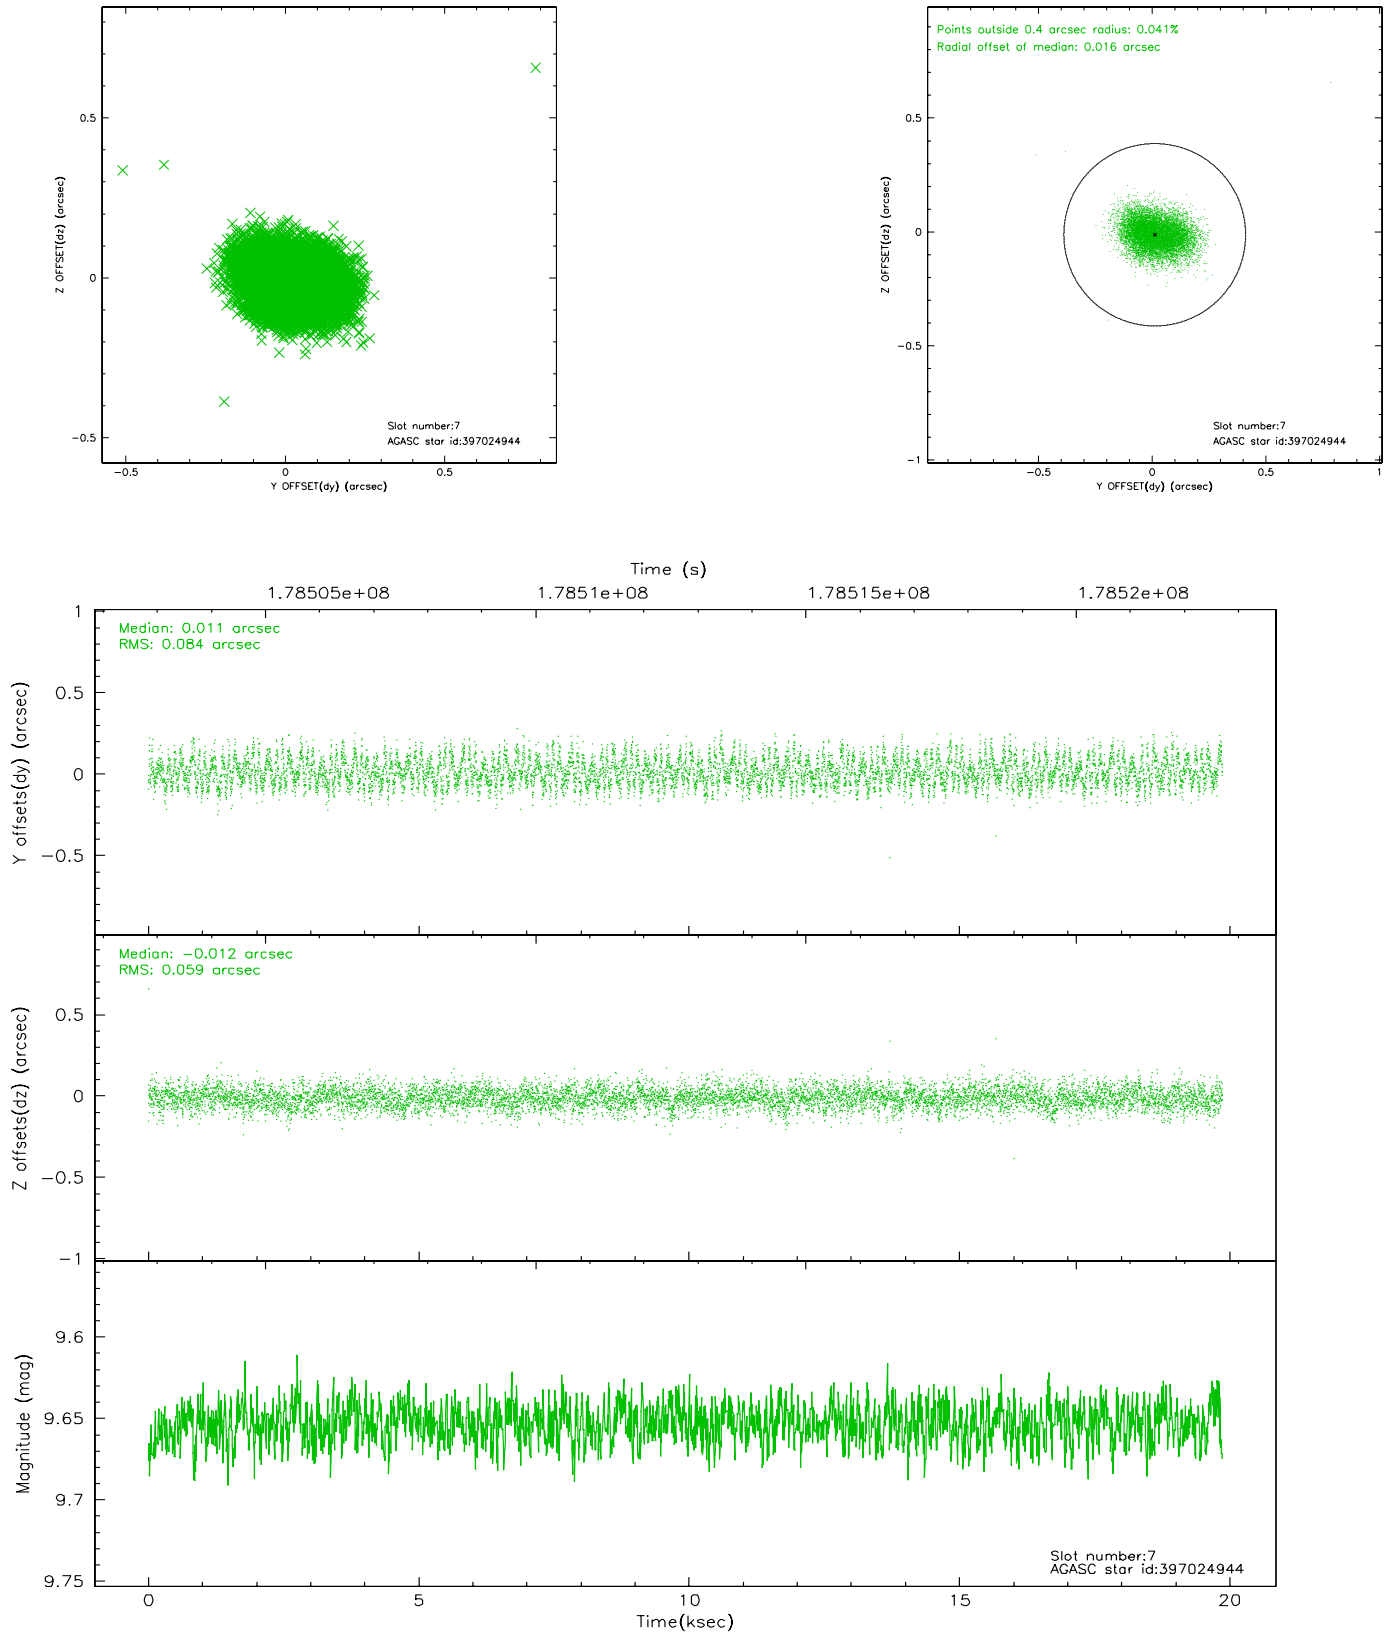 0.5
0
−0.5
Z OFFSET(dz) (arcsec)
Slot number:7
AGASC star id:397024944
−0.5
0
0.5
Y OFFSET(dy) (arcsec)
Points outside 0.4 arcsec radius: 0.041%
Radial offset of median: 0.016 arcsec
0.5
0
−0.5
−1
Z OFFSET(dz) (arcsec)
Slot number:7
AGASC star id:397024944
−0.5
0
0.5
1
Y OFFSET(dy) (arcsec)
Time (s)
1.78505e+08
1.7851e+08
1.78515e+08
1.7852e+08
1
0.5
0
−0.5
Y offsets(dy) (arcsec)
Median: 0.011 arcsec
RMS: 0.084 arcsec
0.5
0
−0.5
−1
Z offsets(dz) (arcsec)
Median: −0.012 arcsec
RMS: 0.059 arcsec
9.6
9.65
9.7
9.75
Magnitude (mag)
Slot number:7
AGASC star id:397024944
0
5
10
15
20
Time(ksec)